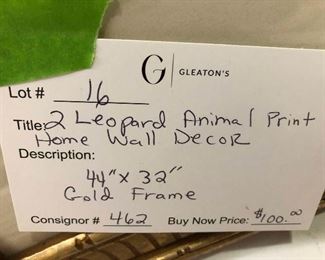 G | GLEATON'S
Lot # 16
Title: 2 Leopard Animal Print
Home Wall Decor
Description:
44" x 32"
Gold Frame
Consignor # 462 Buy Now Price: $100.00